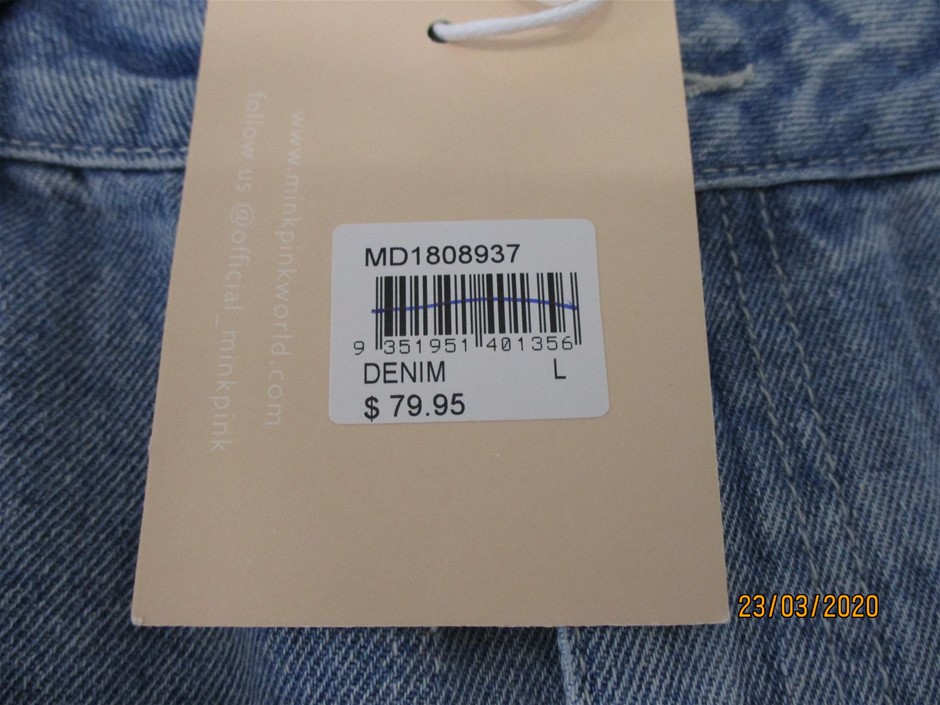 MD1808937
9 351951 401356
DENIM L
$ 79.95
www.minkpinkworld.com
follow us @official_minkpink
23/03/2020